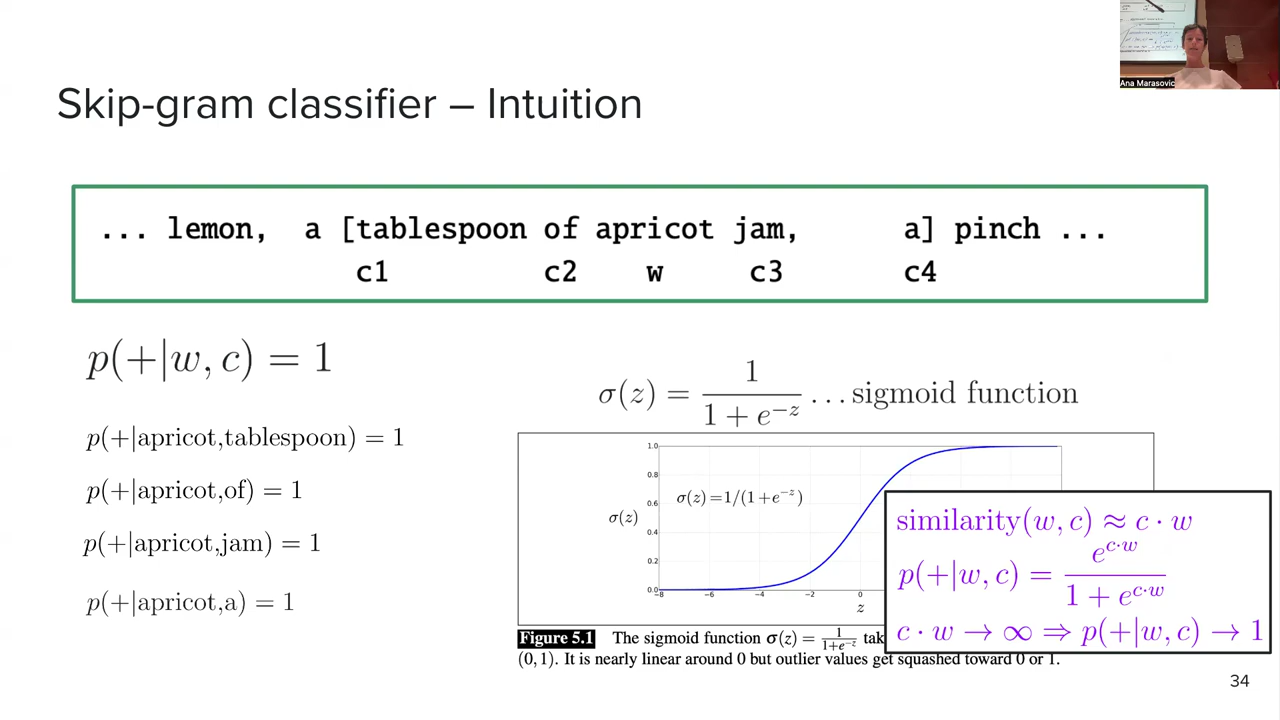 Ana Marasovic
Skip-gram classifier – Intuition
... lemon, a [tablespoon of apricot jam, a] pinch ...
c1 c2 w c3 c4
p(+|w, c) = 1
p(+|apricot,tablespoon) = 1
p(+|apricot,of) = 1
p(+|apricot,jam) = 1
p(+|apricot,a) = 1
σ(z) = 1 / (1 + e^{-z}) ... sigmoid function
1.0
0.8
0.6
0.4
0.2
0.0
σ(z)
σ(z)=1/(1+e^{-z})
−8 −6 −4 −2 0
z
similarity(w, c) ≈ c · w
p(+|w, c) = e^{c·w} / (1 + e^{c·w})
c · w → ∞ ⇒ p(+|w, c) → 1
Figure 5.1 The sigmoid function σ(z) = 1/(1+e^{-z}) tak
(0, 1). It is nearly linear around 0 but outlier values get squashed toward 0 or 1.
34